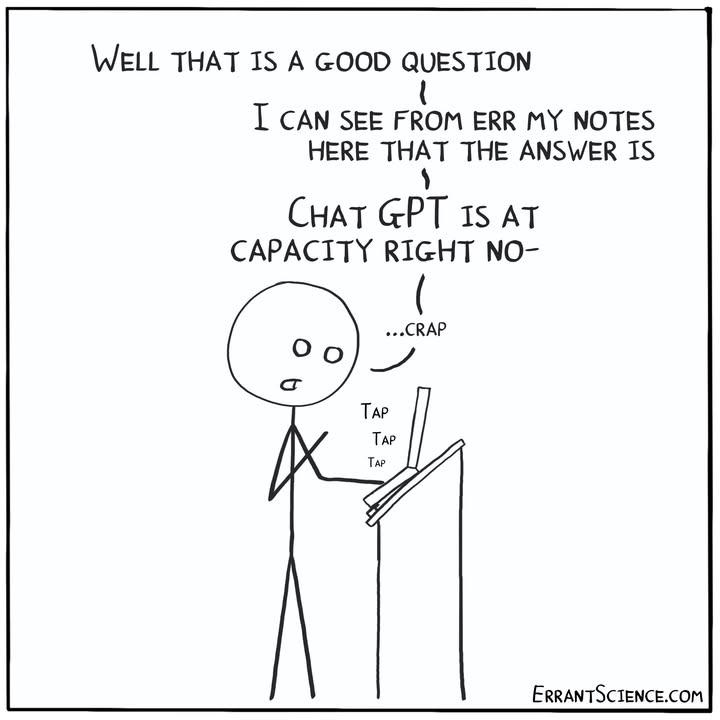 Well that is a good question
I can see from err my notes
here that the answer is
Chat GPT is at
capacity right no-
...crap
Tap
Tap
Tap
ErrantScience.com